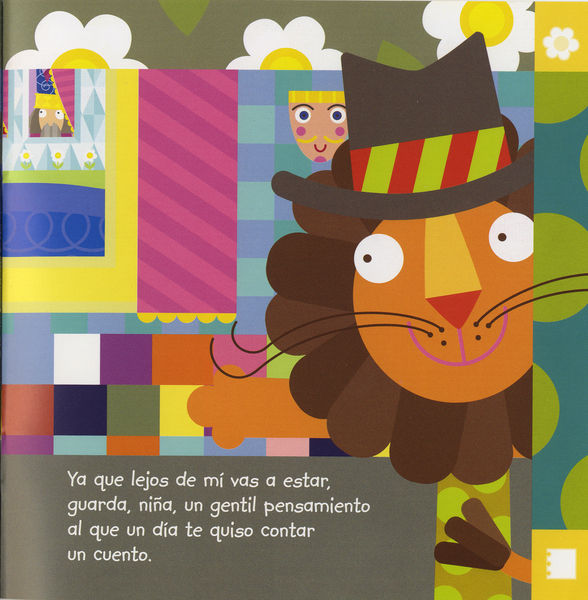 Ya que lejos de mí vas a estar,
guarda, niña, un gentil pensamiento
al que un día te quiso contar
un cuento.